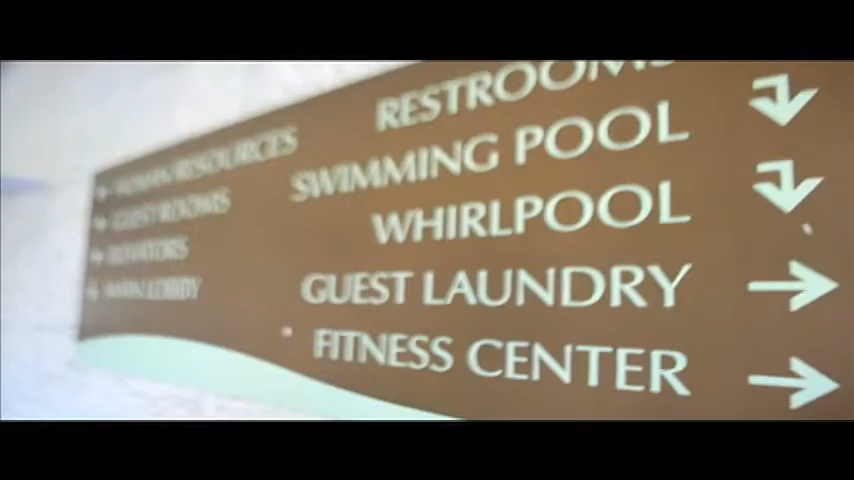 HUMAN RESOURCES
GUEST ROOMS
ELEVATORS
MAIN LOBBY
RESTROOMS
SWIMMING POOL
WHIRLPOOL
GUEST LAUNDRY
FITNESS CENTER